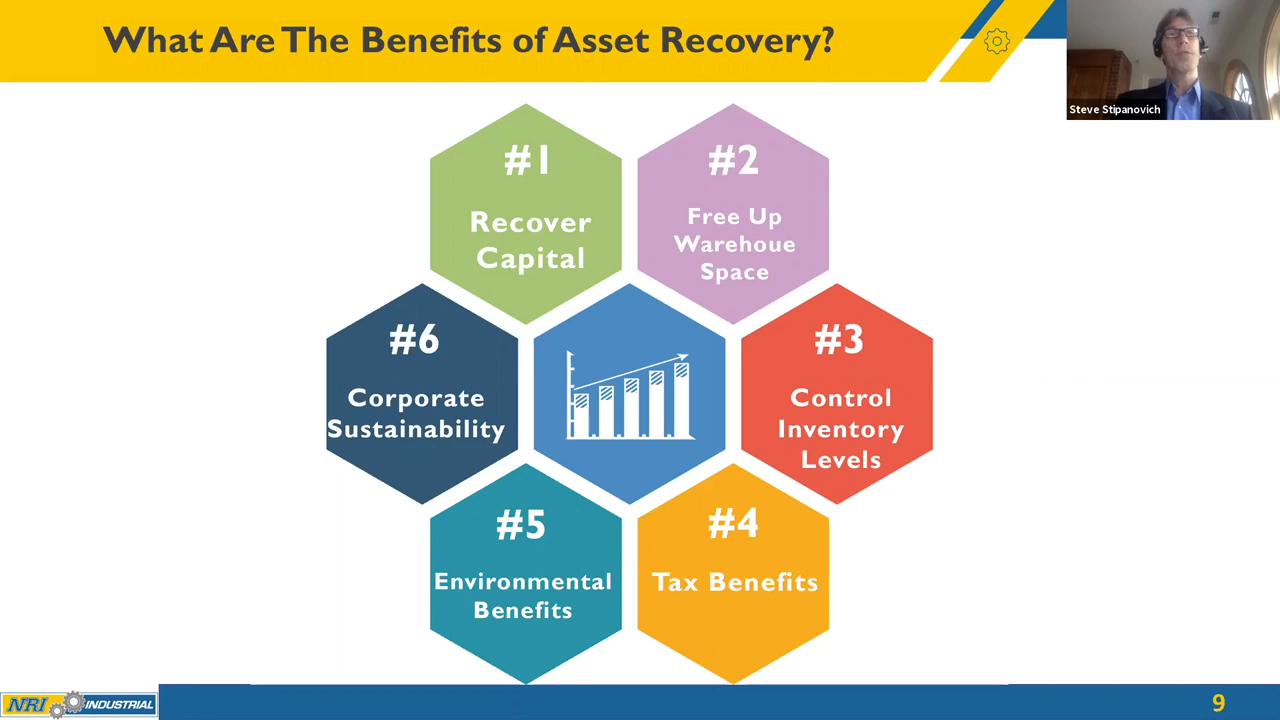 What Are The Benefits of Asset Recovery?
Steve Stipanovich
#1
Recover
Capital
#2
Free Up
Warehoue
Space
#3
Control
Inventory
Levels
#4
Tax Benefits
#5
Environmental
Benefits
#6
Corporate
Sustainability
NRI INDUSTRIAL
9